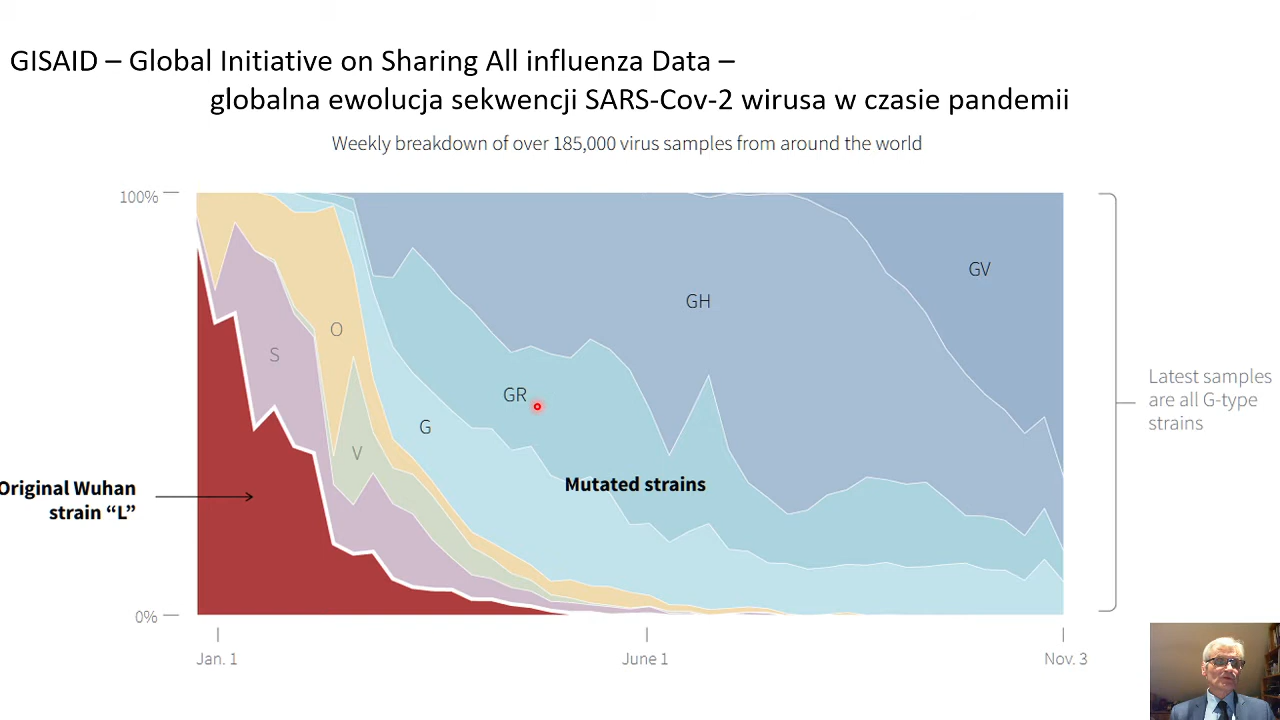 GISAID – Global Initiative on Sharing All influenza Data –
globalna ewolucja sekwencji SARS-Cov-2 wirusa w czasie pandemii
Weekly breakdown of over 185,000 virus samples from around the world
100%
GV
GH
O
S
Latest samples
are all G-type
strains
GR
G
V
Mutated strains
Original Wuhan
strain “L”
0%
Jan. 1
June 1
Nov. 3